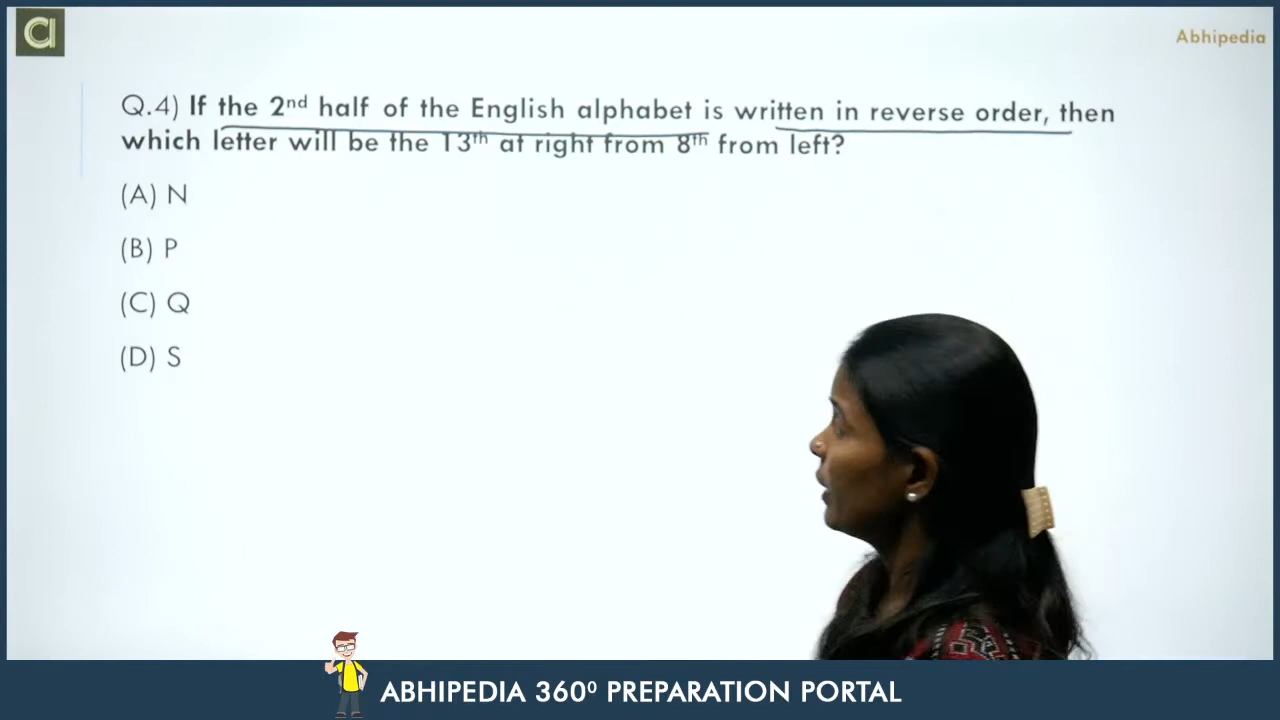 Abhipedia
Q.4) If the 2nd half of the English alphabet is written in reverse order, then
which letter will be the 13th at right from 8th from left?
(A) N
(B) P
(C) Q
(D) S
ABHIPEDIA 360⁰ PREPARATION PORTAL